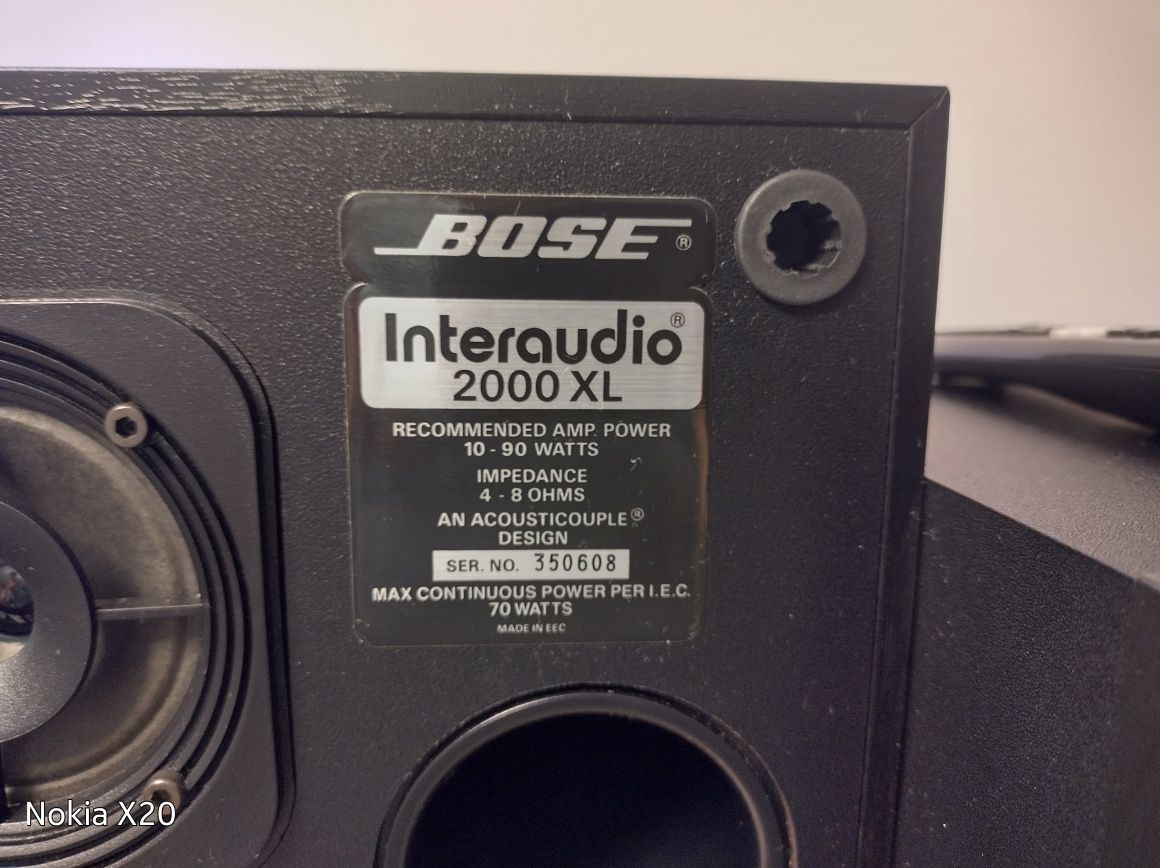 BOSE®
Interaudio®
2000 XL
RECOMMENDED AMP. POWER
10 - 90 WATTS
IMPEDANCE
4 - 8 OHMS
AN ACOUSTICOUPLE®
DESIGN
SER. NO. 350608
MAX CONTINUOUS POWER PER I.E.C.
70 WATTS
MADE IN EEC
Nokia X20